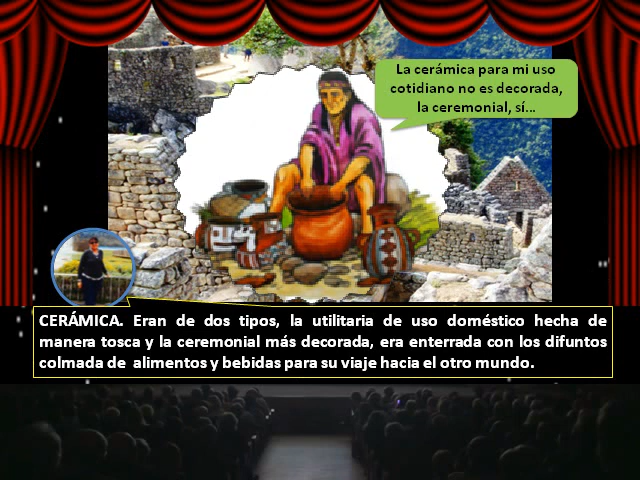 La cerámica para mi uso
cotidiano no es decorada,
la ceremonial, sí...
CERÁMICA. Eran de dos tipos, la utilitaria de uso doméstico hecha de
manera tosca y la ceremonial más decorada, era enterrada con los difuntos
colmada de alimentos y bebidas para su viaje hacia el otro mundo.